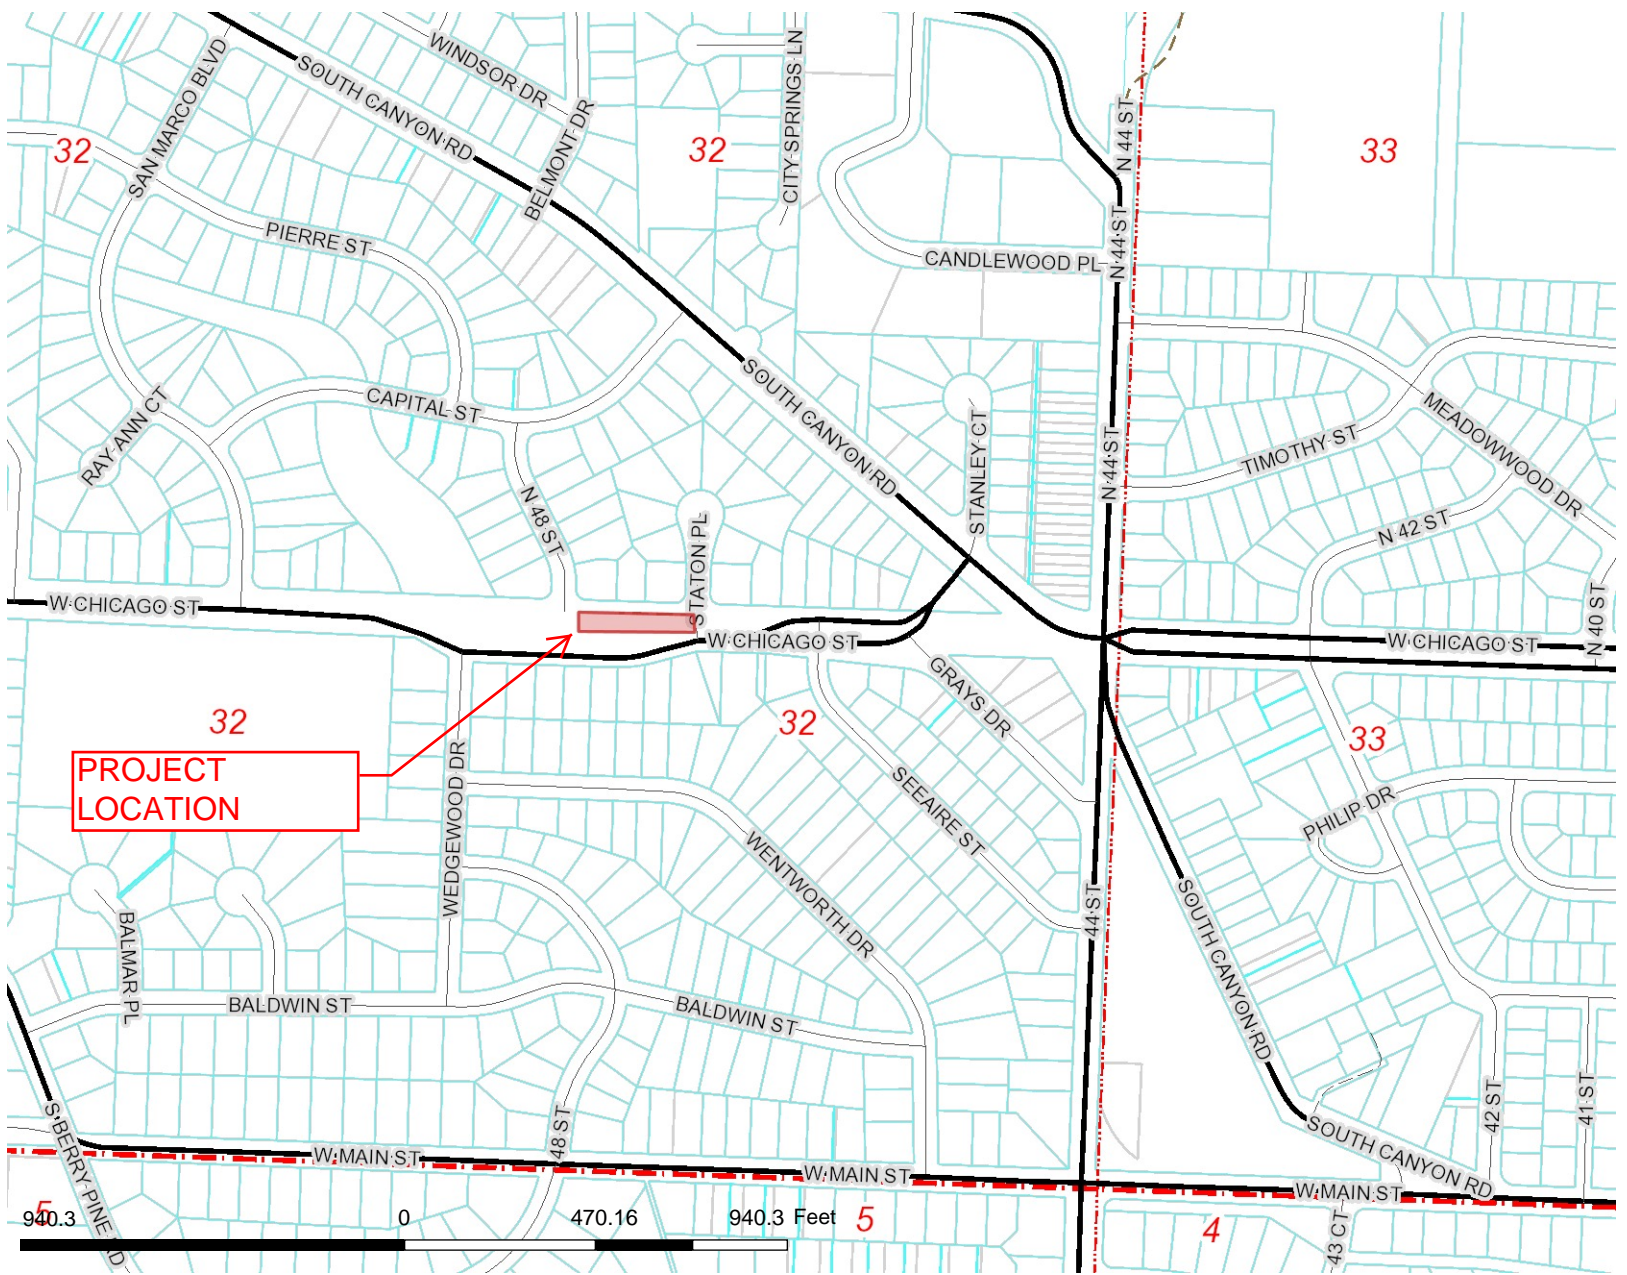 WINDSOR DR
SOUTH CANYON RD
SAN MARCO BLVD
BELMONT DR
CITY SPRINGS LN
N 44 ST
32
32
33
PIERRE ST
N 44 ST
CANDLEWOOD PL
SOUTH CANYON RD
CAPITAL ST
RAY ANN CT
STANLEY CT
N 44 ST
MEADOWWOOD DR
TIMOTHY ST
N 42 ST
N 48 ST
STATON PL
N 40 ST
W CHICAGO ST
W CHICAGO ST
W CHICAGO ST
GRAYS DR
32
32
33
PROJECT
LOCATION
WEDGEWOOD DR
SEEAIRE ST
PHILIP DR
WENTWORTH DR
44 ST
SOUTH CANYON RD
BALMAR PL
BALDWIN ST
BALDWIN ST
48 ST
42 ST
41 ST
S BERRY PINE RD
W MAIN ST
W MAIN ST
SOUTH CANYON RD
W MAIN ST
43 CT
5
5
4
940.3
0
470.16
940.3 Feet